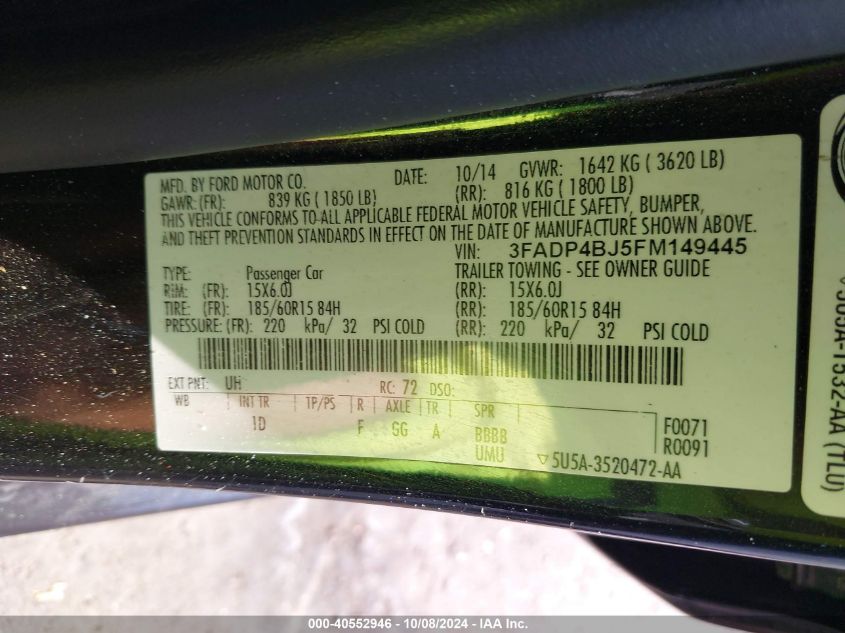 MFD. BY FORD MOTOR CO. DATE: 10/14 GVWR: 1642 KG ( 3620 LB)
GAWR: (FR): 839 KG ( 1850 LB) (RR): 816 KG ( 1800 LB)
THIS VEHICLE CONFORMS TO ALL APPLICABLE FEDERAL MOTOR VEHICLE SAFETY, BUMPER,
AND THEFT PREVENTION STANDARDS IN EFFECT ON THE DATE OF MANUFACTURE SHOWN ABOVE.
VIN: 3FADP4BJ5FM149445
TYPE: Passenger Car TRAILER TOWING - SEE OWNER GUIDE
RIM: (FR): 15X6.0J (RR): 15X6.0J
TIRE: (FR): 185/60R15 84H (RR): 185/60R15 84H
PRESSURE: (FR): 220 kPa/ 32 PSI COLD (RR): 220 kPa/ 32 PSI COLD
EXT PNT: UH RC: 72 DSO:
WB INT TR TP/PS R AXLE TR SPR
1D F GG A BBBB F0071
UMU R0091
5U5A-3520472-AA
1532-AA (TLU)
000-40552946 - 10/08/2024 - IAA Inc.